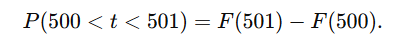 P(500 < t < 501) = F(501) − F(500).